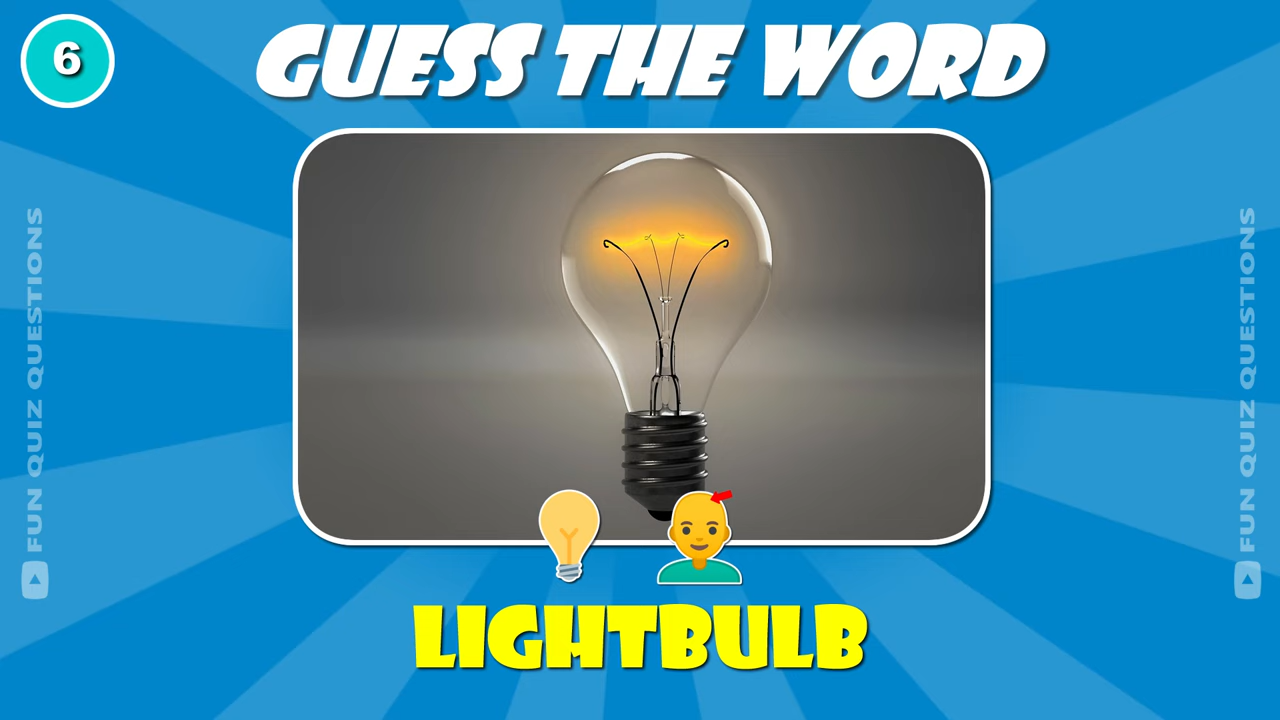 6
GUESS THE WORD
FUN QUIZ QUESTIONS
FUN QUIZ QUESTIONS
LIGHTBULB